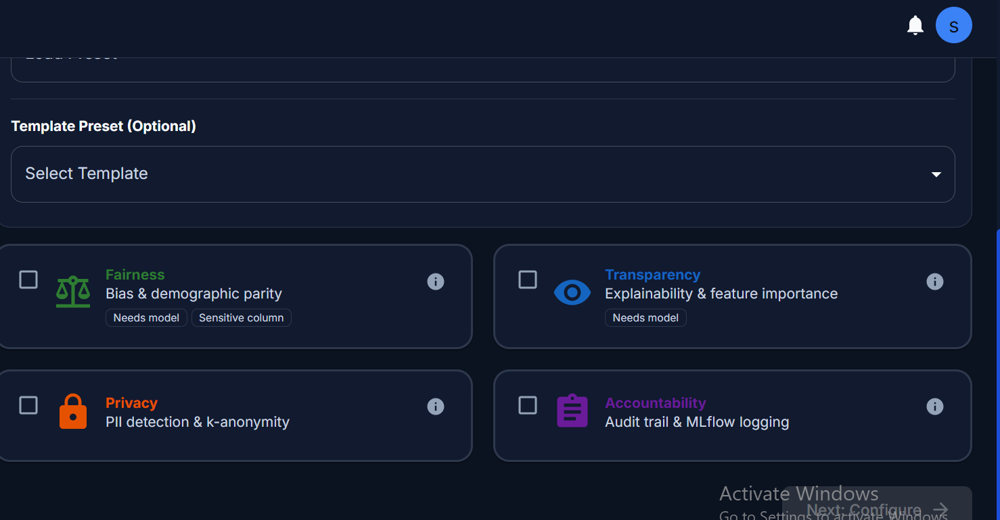 S
Load Preset
Template Preset (Optional)
Select Template
Fairness
Bias & demographic parity
Needs model
Sensitive column
Transparency
Explainability & feature importance
Needs model
Privacy
PII detection & k-anonymity
Accountability
Audit trail & MLflow logging
Activate Windows
Next: Configure
Go to Settings to activate Windows.